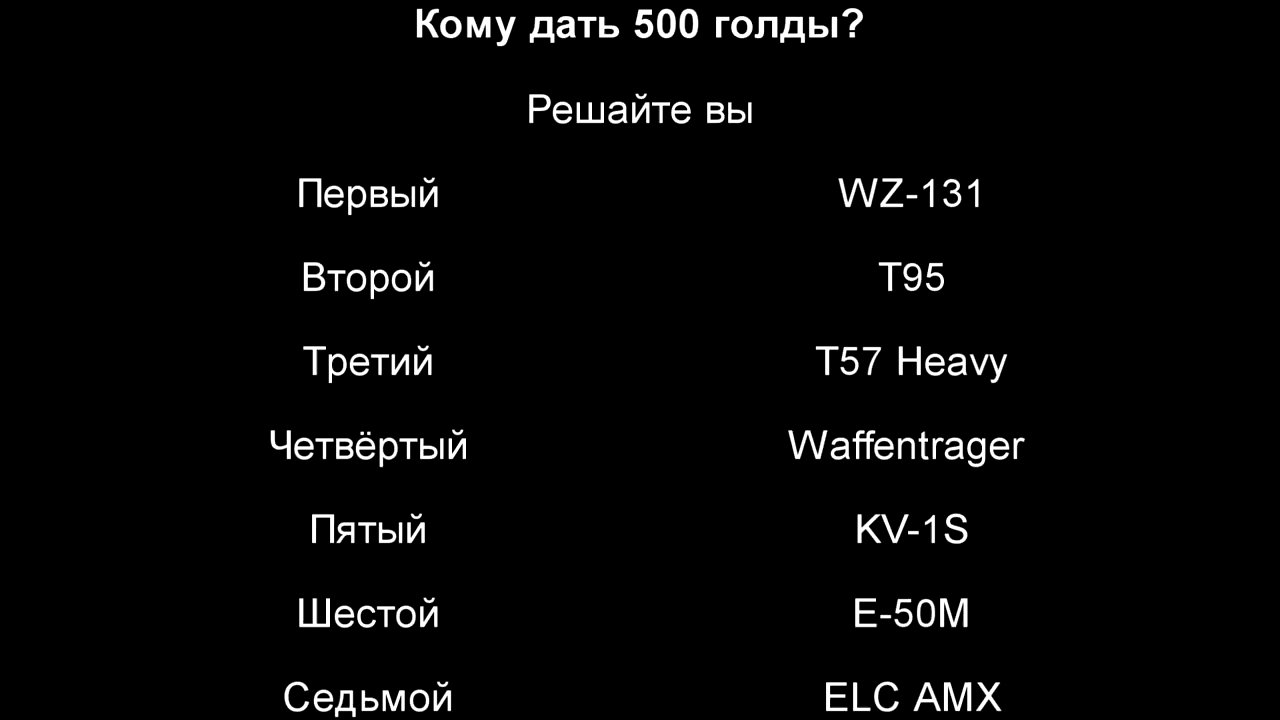 Кому дать 500 голды?
Решайте вы
Первый WZ-131
Второй T95
Третий T57 Heavy
Четвёртый Waffentrager
Пятый KV-1S
Шестой E-50M
Седьмой ELC AMX